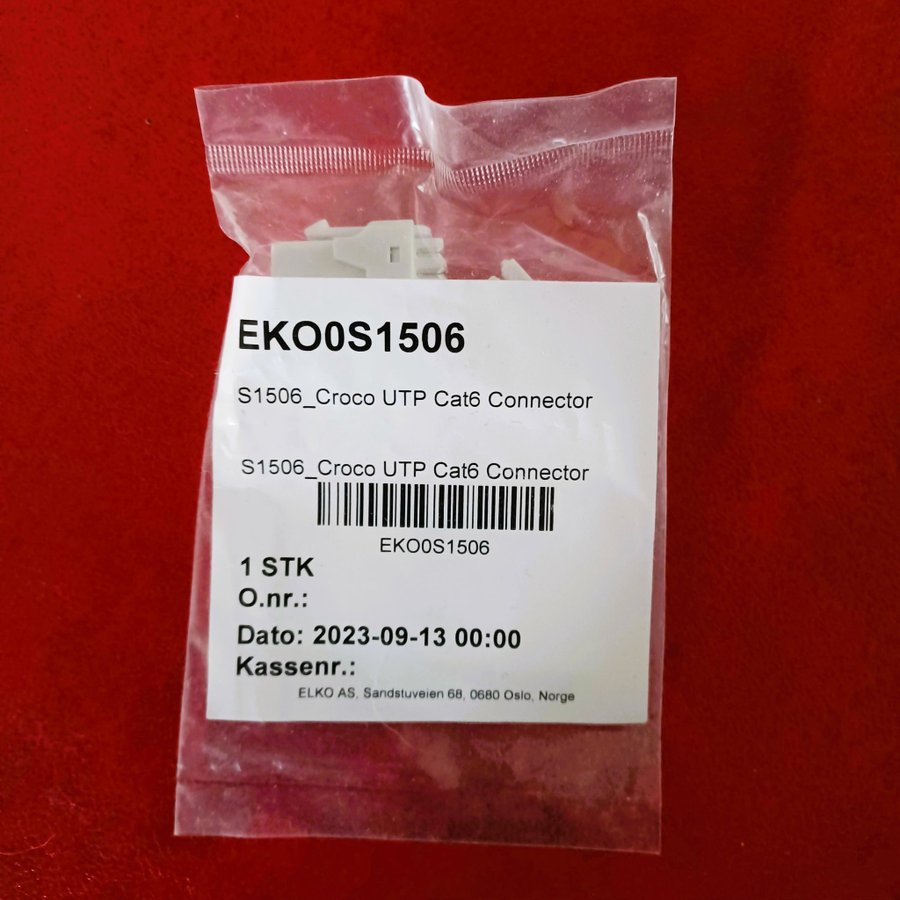 EKO0S1506
S1506_Croco UTP Cat6 Connector
S1506_Croco UTP Cat6 Connector
EKO0S1506
1 STK
O.nr.:
Dato: 2023-09-13 00:00
Kassenr.:
ELKO AS, Sandstuveien 68, 0680 Oslo, Norge